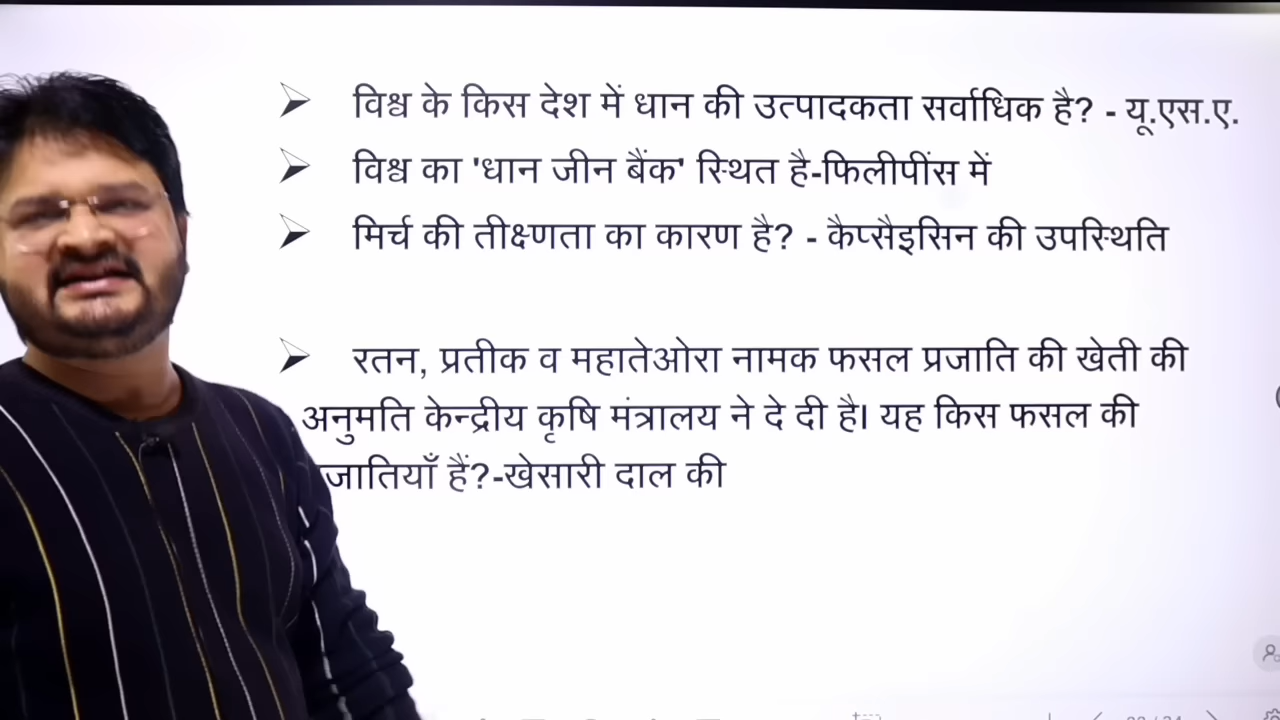 विश्व के किस देश में धान की उत्पादकता सर्वाधिक है? - यू.एस.ए.
विश्व का 'धान जीन बैंक' स्थित है-फिलीपींस में
मिर्च की तीक्ष्णता का कारण है? - कैप्सैइसिन की उपस्थिति
रतन, प्रतीक व महातेओरा नामक फसल प्रजाति की खेती की
अनुमति केन्द्रीय कृषि मंत्रालय ने दे दी है। यह किस फसल की
जातियाँ हैं?-खेसारी दाल की